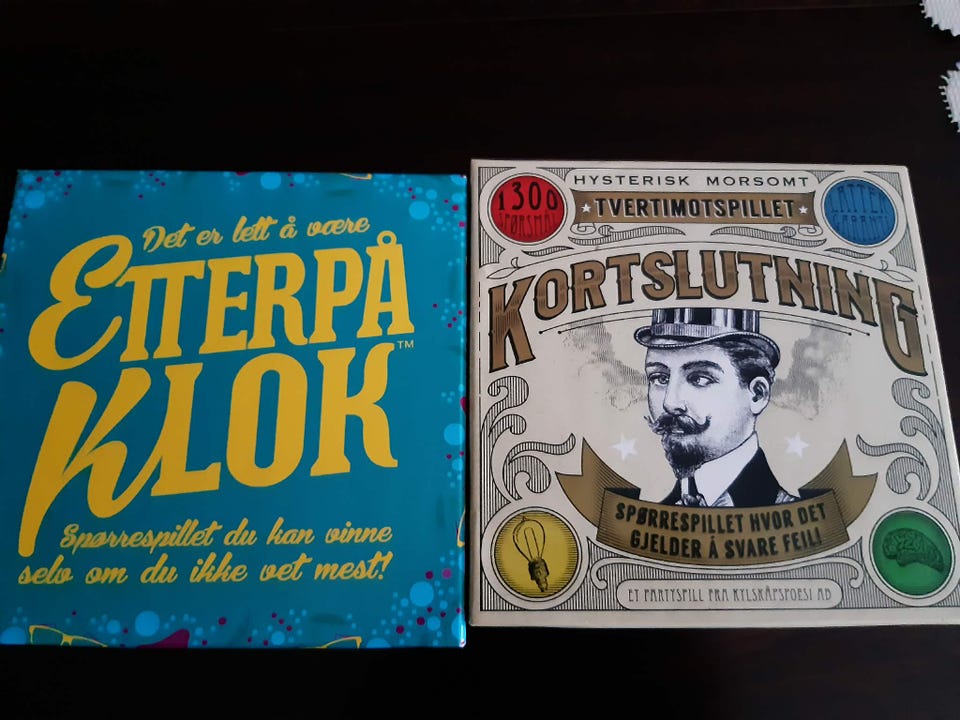 Det er lett å være
ETTERPÅ
KLOK™
Spørrespillet du kan vinne
selv om du ikke vet mest!
1300
SPØRSMÅL
HYSTERISK MORSOMT
TVERTIMOTSPILLET
LATTER
GARANTI
KORTSLUTNING
SPØRRESPILLET HVOR DET
GJELDER Å SVARE FEIL!
ET PARTYSPILL FRA KYLSKÅPSPOESI AB